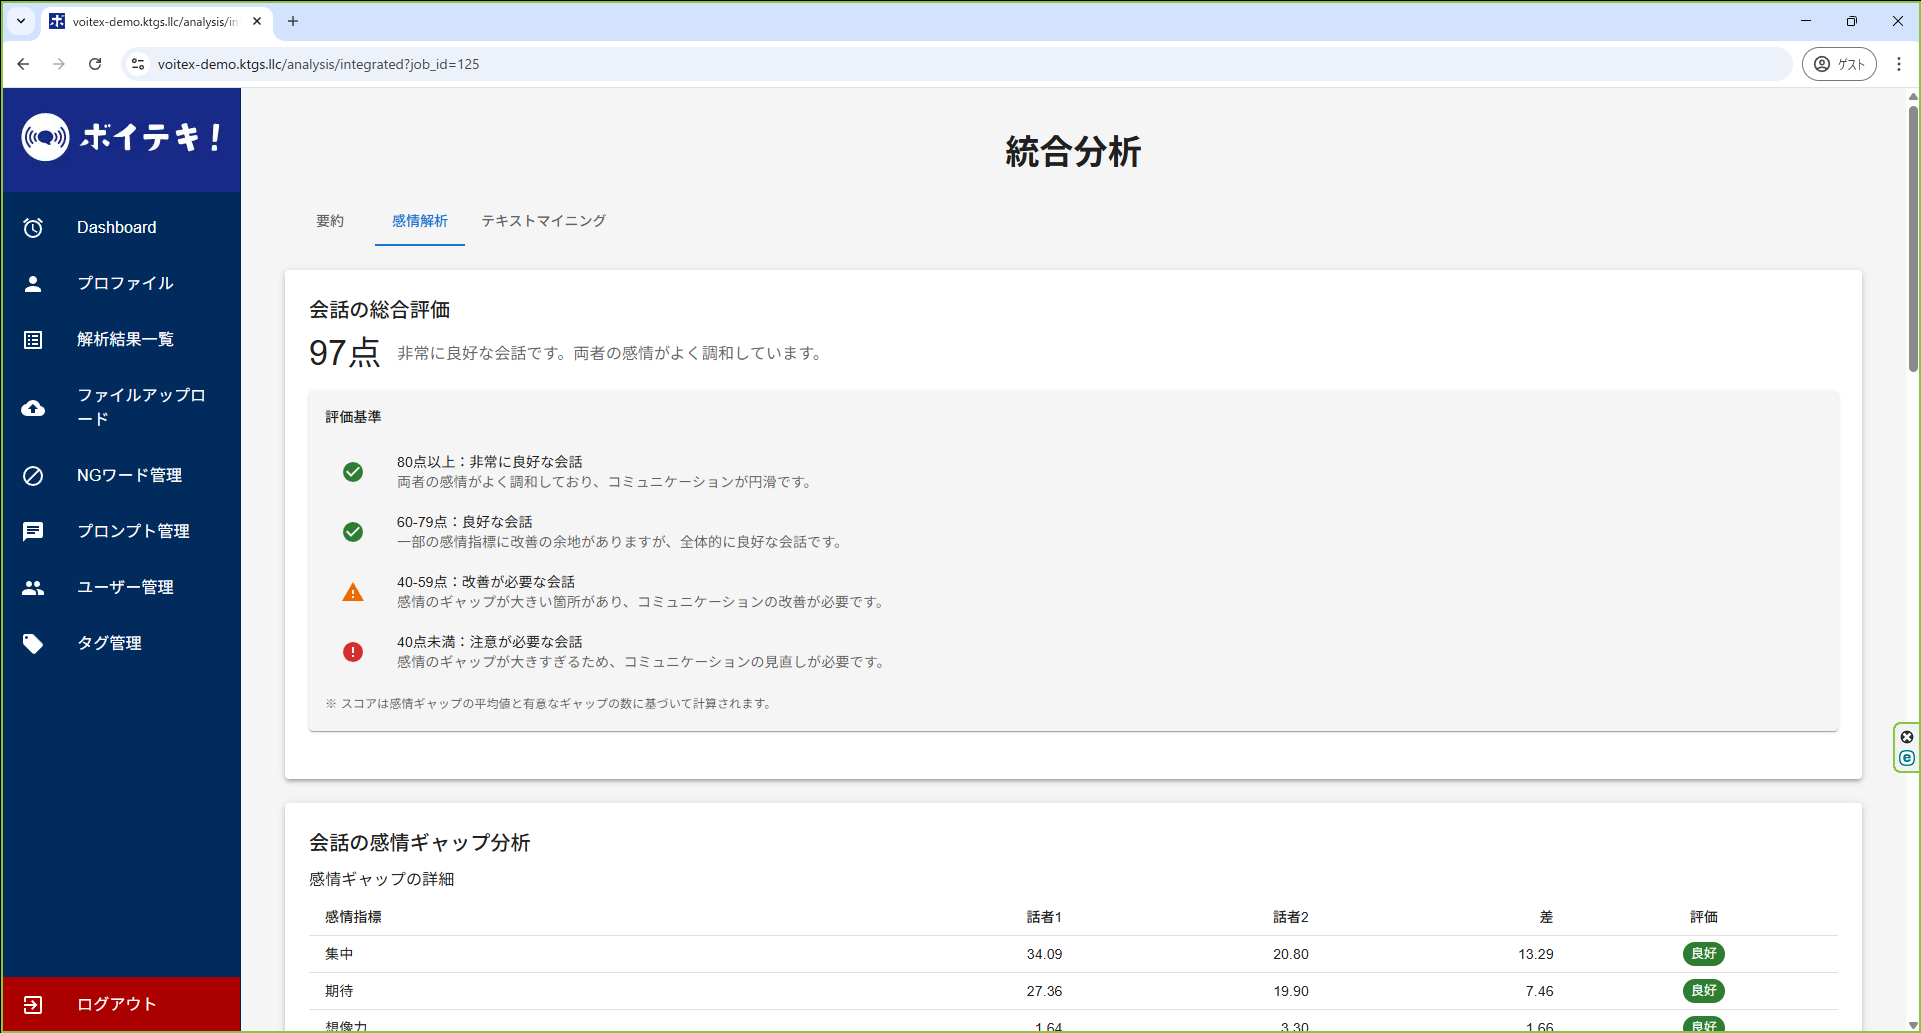 voitex-demo.ktgs.llc/analysis/in
voitex-demo.ktgs.llc/analysis/integrated?job_id=125
ゲスト
ボイテキ！
Dashboard
プロファイル
解析結果一覧
ファイルアップロ
ード
NGワード管理
プロンプト管理
ユーザー管理
タグ管理
ログアウト
統合分析
要約
感情解析
テキストマイニング
会話の総合評価
97点 非常に良好な会話です。両者の感情がよく調和しています。
評価基準
80点以上：非常に良好な会話
両者の感情がよく調和しており、コミュニケーションが円滑です。
60-79点：良好な会話
一部の感情指標に改善の余地がありますが、全体的に良好な会話です。
40-59点：改善が必要な会話
感情のギャップが大きい箇所があり、コミュニケーションの改善が必要です。
40点未満：注意が必要な会話
感情のギャップが大きすぎるため、コミュニケーションの見直しが必要です。
※ スコアは感情ギャップの平均値と有意なギャップの数に基づいて計算されます。
会話の感情ギャップ分析
感情ギャップの詳細
感情指標 話者1 話者2 差 評価
集中 34.09 20.80 13.29 良好
期待 27.36 19.90 7.46 良好
想像力 1.64 3.30 1.66 良好